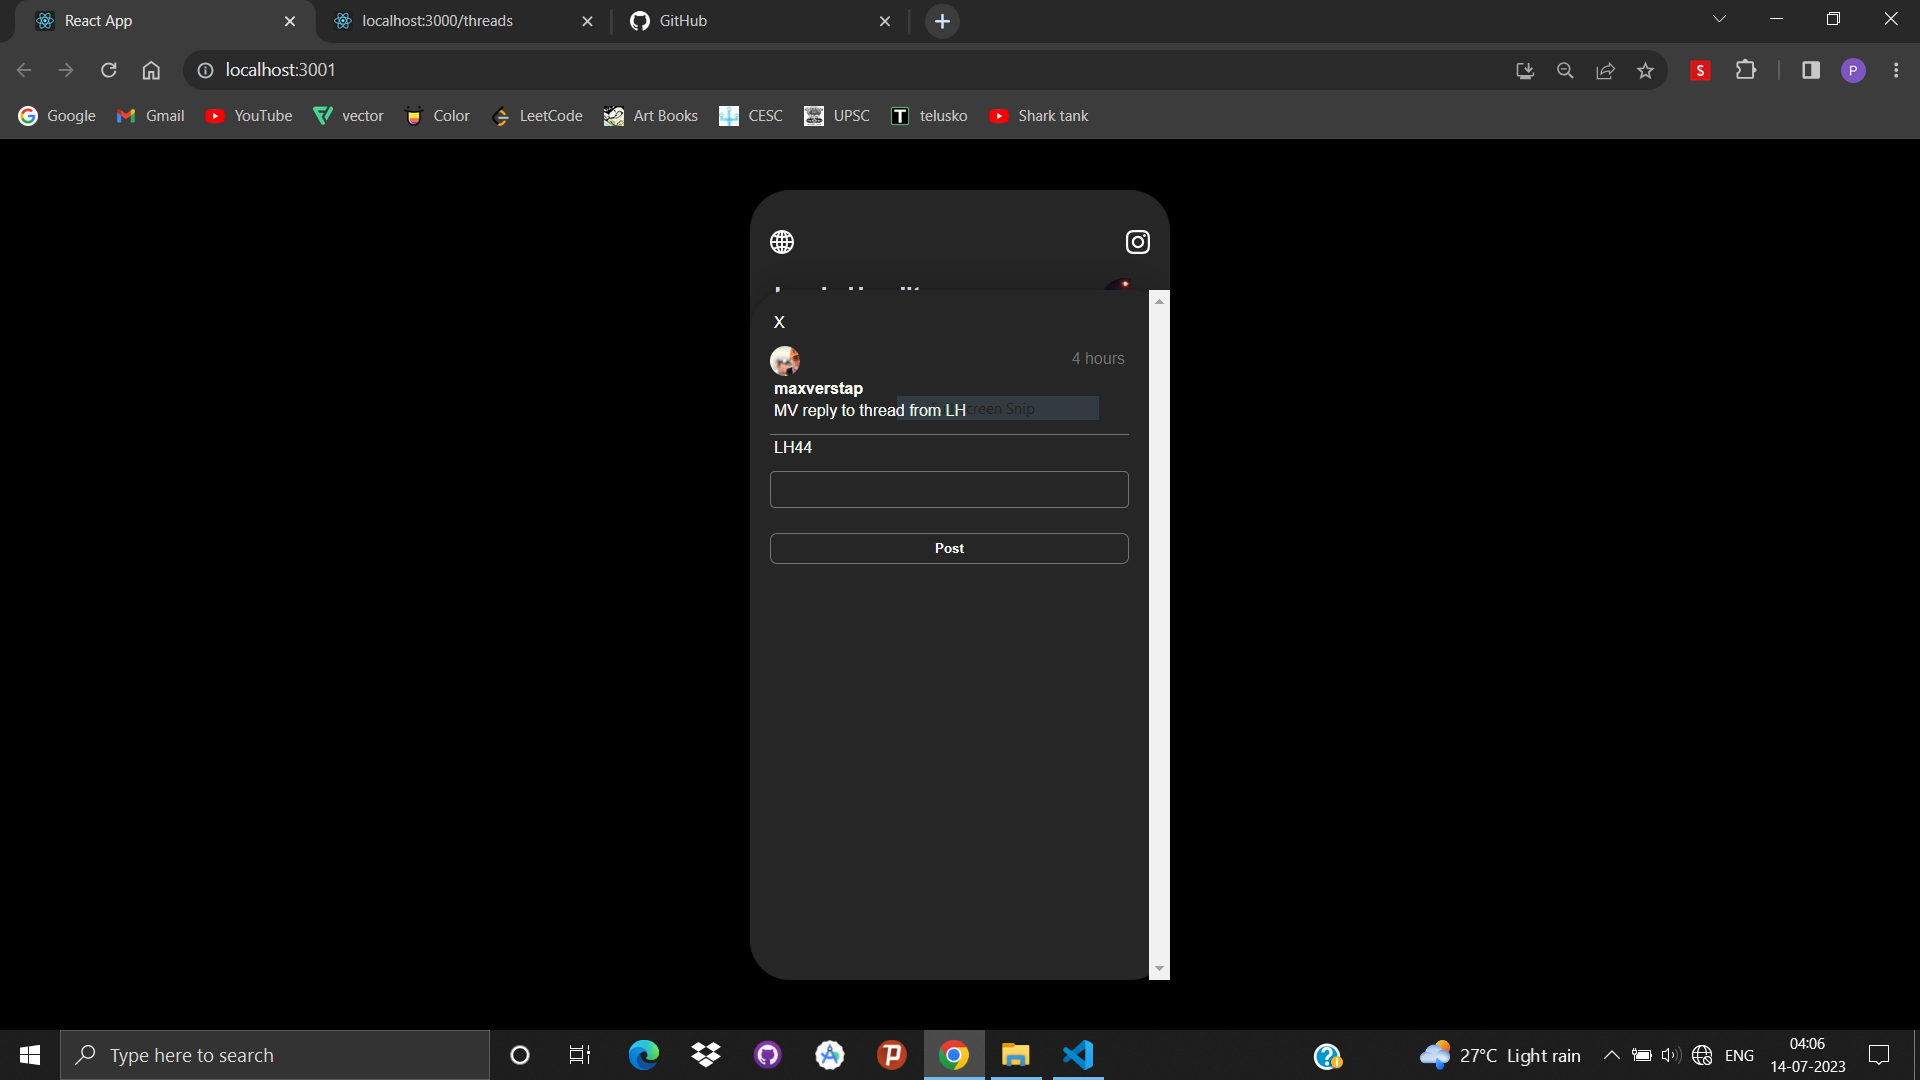 React App
localhost:3000/threads
GitHub
localhost:3001
S
P
Google
Gmail
YouTube
vector
Color
LeetCode
Art Books
CESC
UPSC
T
telusko
Shark tank
X
4 hours
maxverstap
MV reply to thread from LH
creen Snip
LH44
Post
Type here to search
27°C Light rain
ENG
04:06
14-07-2023